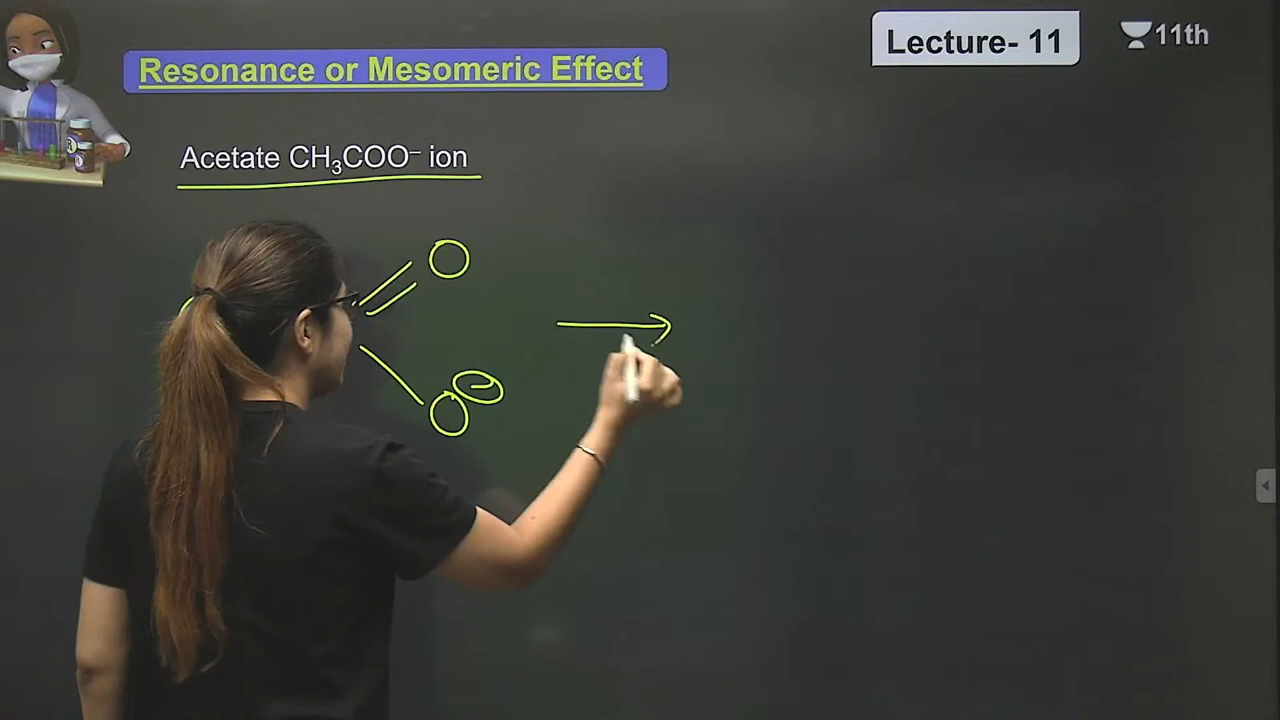 Lecture- 11
11th
Resonance or Mesomeric Effect
Acetate CH₃COO⁻ ion
O
O⊖